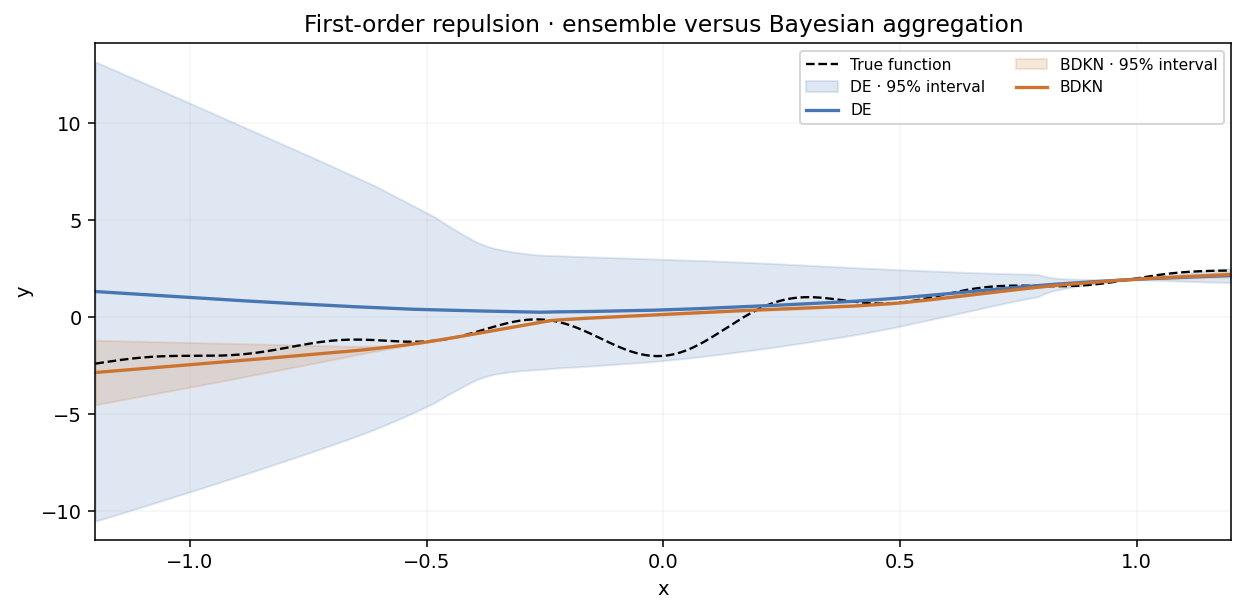 First-order repulsion · ensemble versus Bayesian aggregation
True function
DE · 95% interval
DE
BDKN · 95% interval
BDKN
y
10
5
0
−5
−10
−1.0
−0.5
0.0
0.5
1.0
x